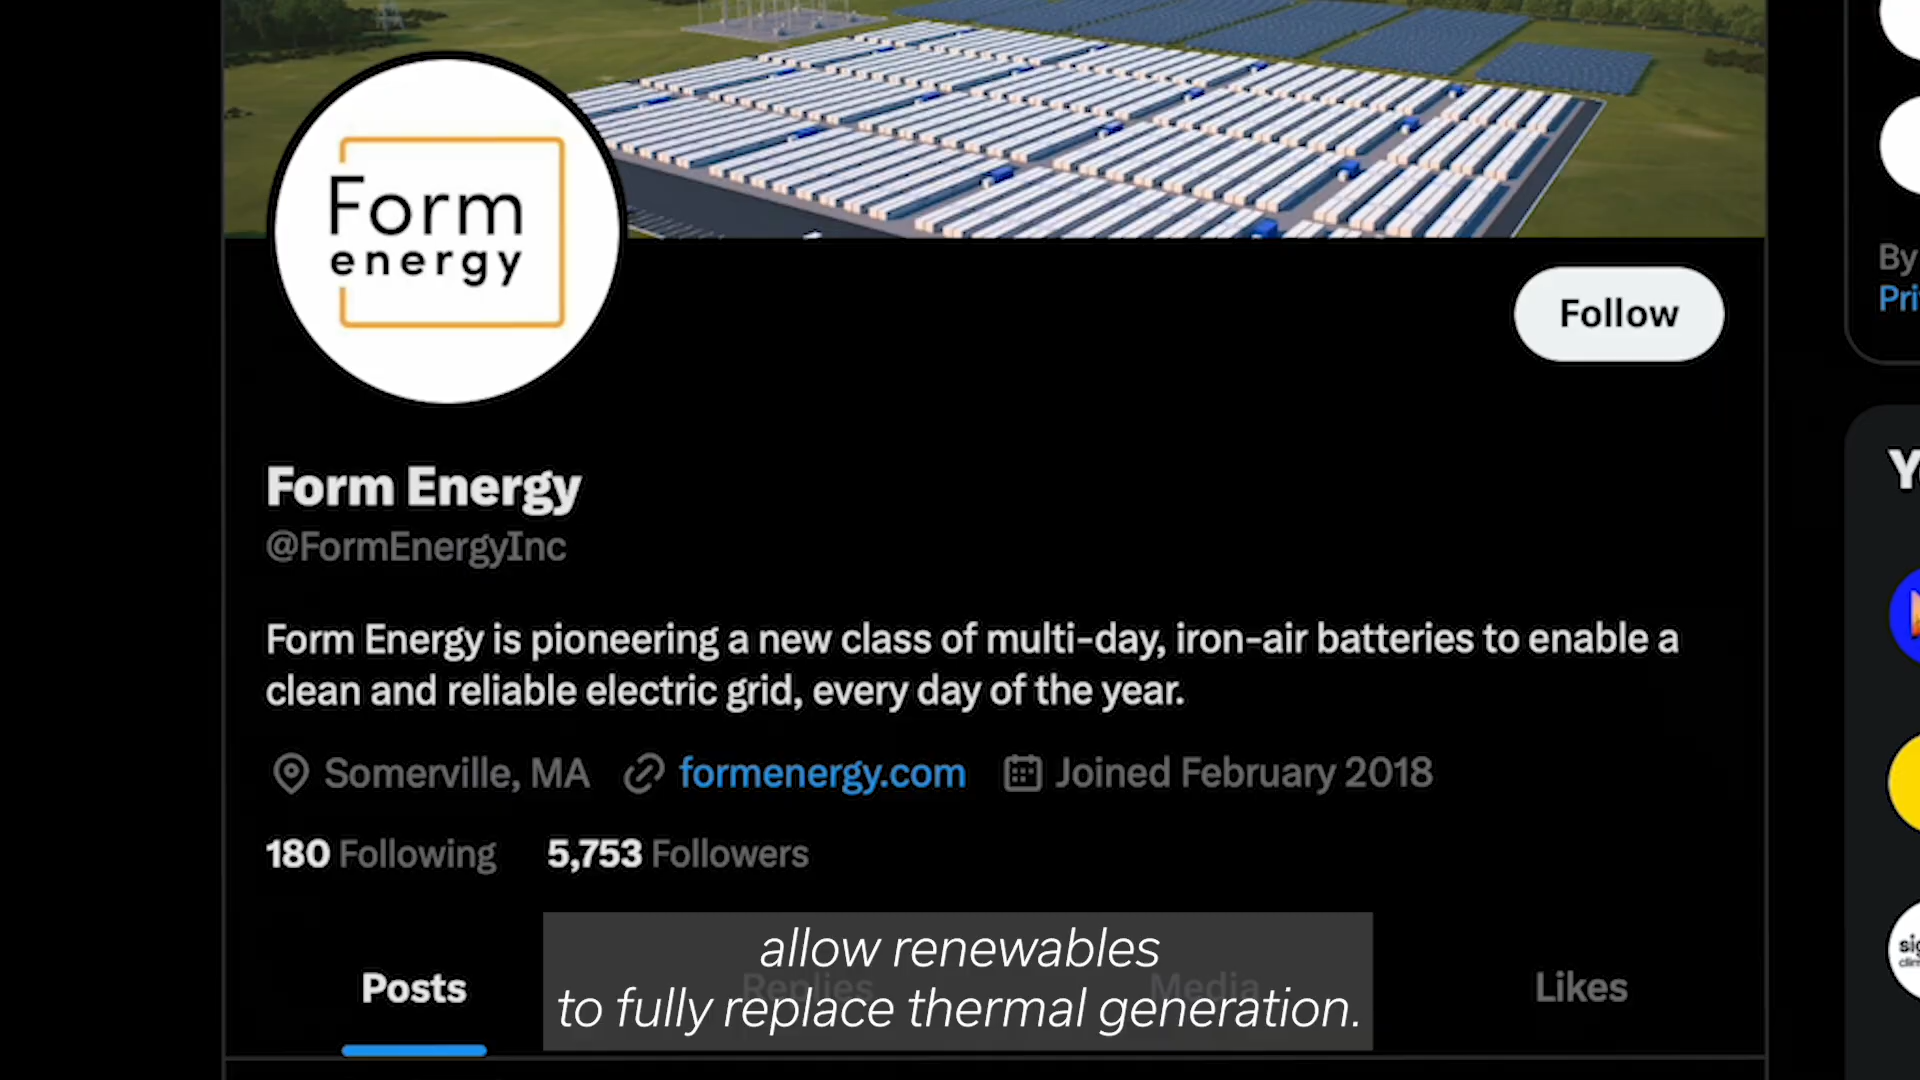 Form
energy
Follow
By
Form Energy
@FormEnergyInc
Form Energy is pioneering a new class of multi-day, iron-air batteries to enable a
clean and reliable electric grid, every day of the year.
Somerville, MA formenergy.com Joined February 2018
180 Following 5,753 Followers
Posts Replies Media Likes
allow renewables
to fully replace thermal generation.